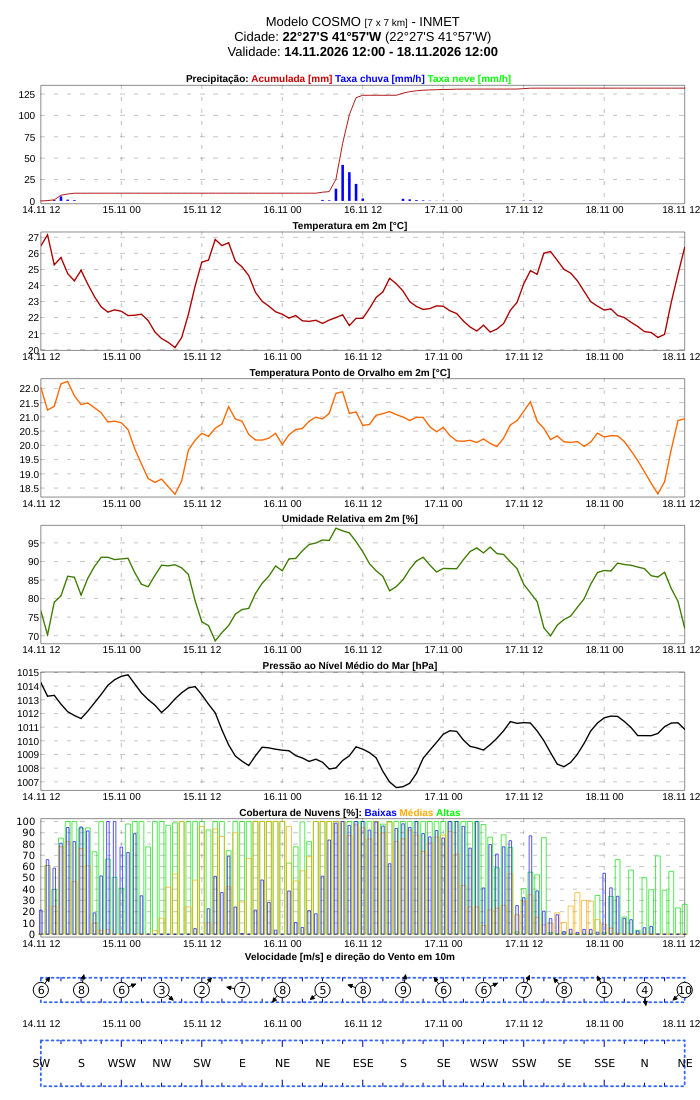 Modelo COSMO [7 x 7 km] - INMET
Cidade: 22°27'S 41°57'W (22°27'S 41°57'W)
Validade: 14.11.2026 12:00 - 18.11.2026 12:00
Precipitação: Acumulada [mm] Taxa chuva [mm/h] Taxa neve [mm/h]
125
100
75
50
25
0
14.11 12 15.11 00 15.11 12 16.11 00 16.11 12 17.11 00 17.11 12 18.11 00 18.11 12
Temperatura em 2m [°C]
27
26
25
24
23
22
21
20
14.11 12 15.11 00 15.11 12 16.11 00 16.11 12 17.11 00 17.11 12 18.11 00 18.11 12
Temperatura Ponto de Orvalho em 2m [°C]
22.0
21.5
21.0
20.5
20.0
19.5
19.0
18.5
14.11 12 15.11 00 15.11 12 16.11 00 16.11 12 17.11 00 17.11 12 18.11 00 18.11 12
Umidade Relativa em 2m [%]
95
90
85
80
75
70
14.11 12 15.11 00 15.11 12 16.11 00 16.11 12 17.11 00 17.11 12 18.11 00 18.11 12
Pressão ao Nível Médio do Mar [hPa]
1015
1014
1013
1012
1011
1010
1009
1008
1007
14.11 12 15.11 00 15.11 12 16.11 00 16.11 12 17.11 00 17.11 12 18.11 00 18.11 12
Cobertura de Nuvens [%]: Baixas Médias Altas
100
90
80
70
60
50
40
30
20
10
0
14.11 12 15.11 00 15.11 12 16.11 00 16.11 12 17.11 00 17.11 12 18.11 00 18.11 12
Velocidade [m/s] e direção do Vento em 10m
6 8 6 3 2 7 8 5 8 9 6 6 7 8 1 4 10
14.11 12 15.11 00 15.11 12 16.11 00 16.11 12 17.11 00 17.11 12 18.11 00 18.11 12
SW S WSW NW SW E NE NE ESE S SE WSW SSW SE SSE N NE